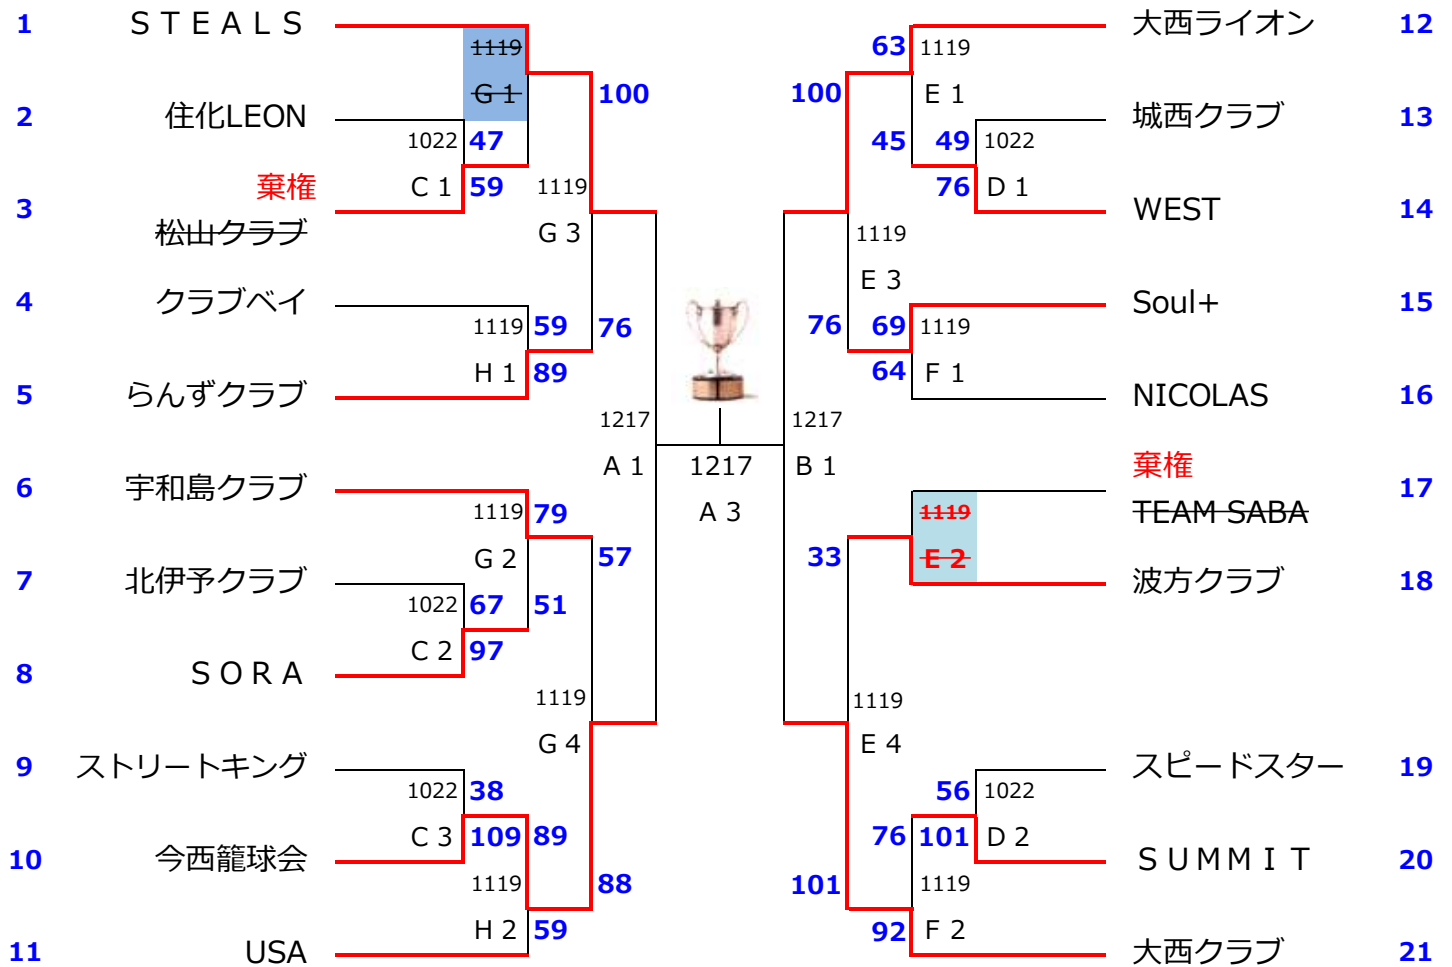 1 ＳＴＥＡＬＳ
1119
G 1
100
2 住化LEON
1022 47
棄権
C 1 59
1119
3
松山クラブ
G 3
4 クラブベイ
1119 59
76
H 1 89
5 らんずクラブ
1217
A 1
6 宇和島クラブ
1119 79
G 2
57
7 北伊予クラブ
1022 67
51
C 2 97
8 ＳＯＲＡ
1119
G 4
9 ストリートキング
1022 38
C 3 109 89
10 今西籠球会
1119
88
H 2 59
11 USA
1217
A 3
大西ライオン 12
63 1119
100
E 1
城西クラブ 13
45 49 1022
76 D 1
WEST 14
1119
E 3
Soul+ 15
76 69 1119
64 F 1
NICOLAS 16
1217
B 1
棄権
17
1119
TEAM SABA
E 2
33
波方クラブ 18
1119
E 4
スピードスター 19
56 1022
76 101 D 2
ＳＵＭＭＩＴ 20
101
1119
92 F 2
大西クラブ 21